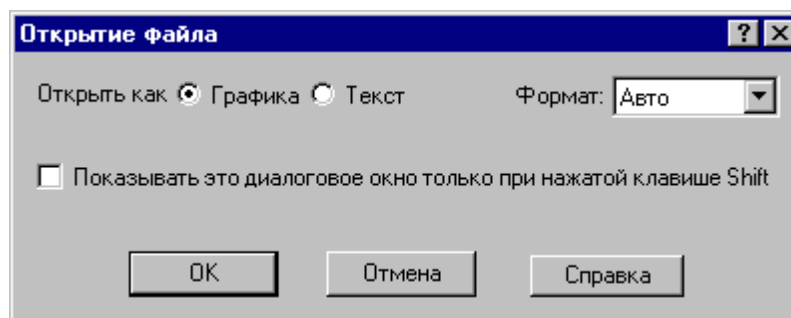 Открытие файла
Открыть как Графика Текст Формат: Авто
Показывать это диалоговое окно только при нажатой клавише Shift
OK Отмена Справка